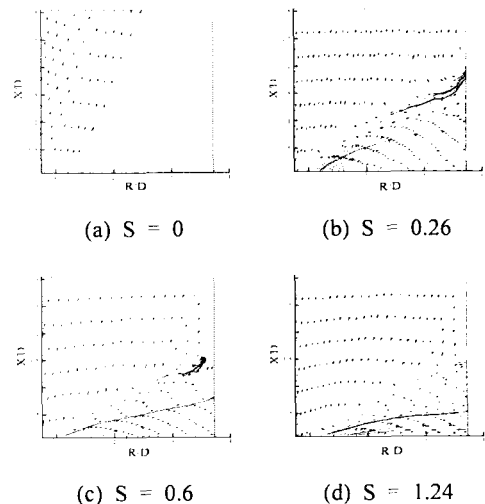 X/D
X/D
R/D
R/D
(a) S = 0
(b) S = 0.26
X/D
X/D
R/D
R/D
(c) S = 0.6
(d) S = 1.24